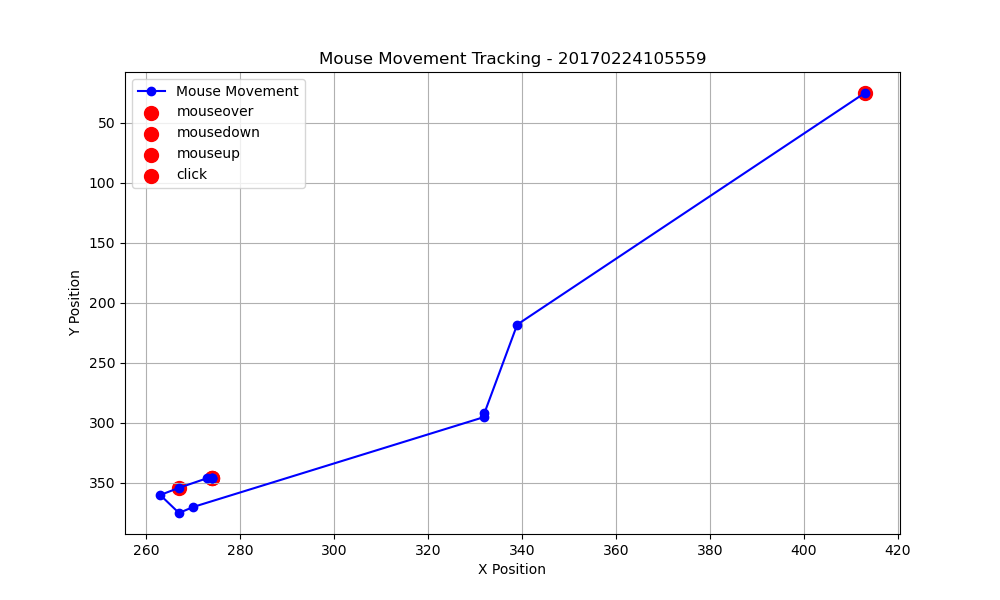 Mouse Movement Tracking - 20170224105559
Mouse Movement
mouseover
mousedown
mouseup
click
50
100
150
200
250
300
350
Y Position
260 280 300 320 340 360 380 400 420
X Position